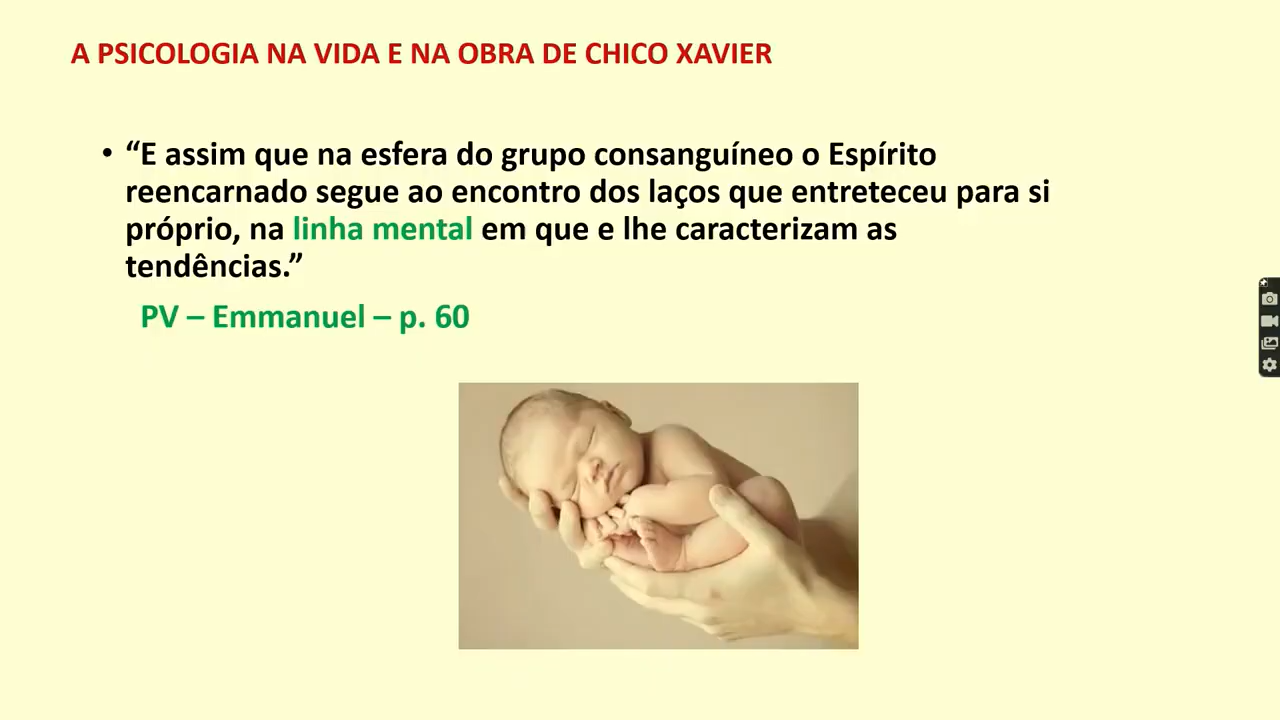 A PSICOLOGIA NA VIDA E NA OBRA DE CHICO XAVIER
• “E assim que na esfera do grupo consanguíneo o Espírito
reencarnado segue ao encontro dos laços que entreteceu para si
próprio, na linha mental em que e lhe caracterizam as
tendências.”
PV – Emmanuel – p. 60